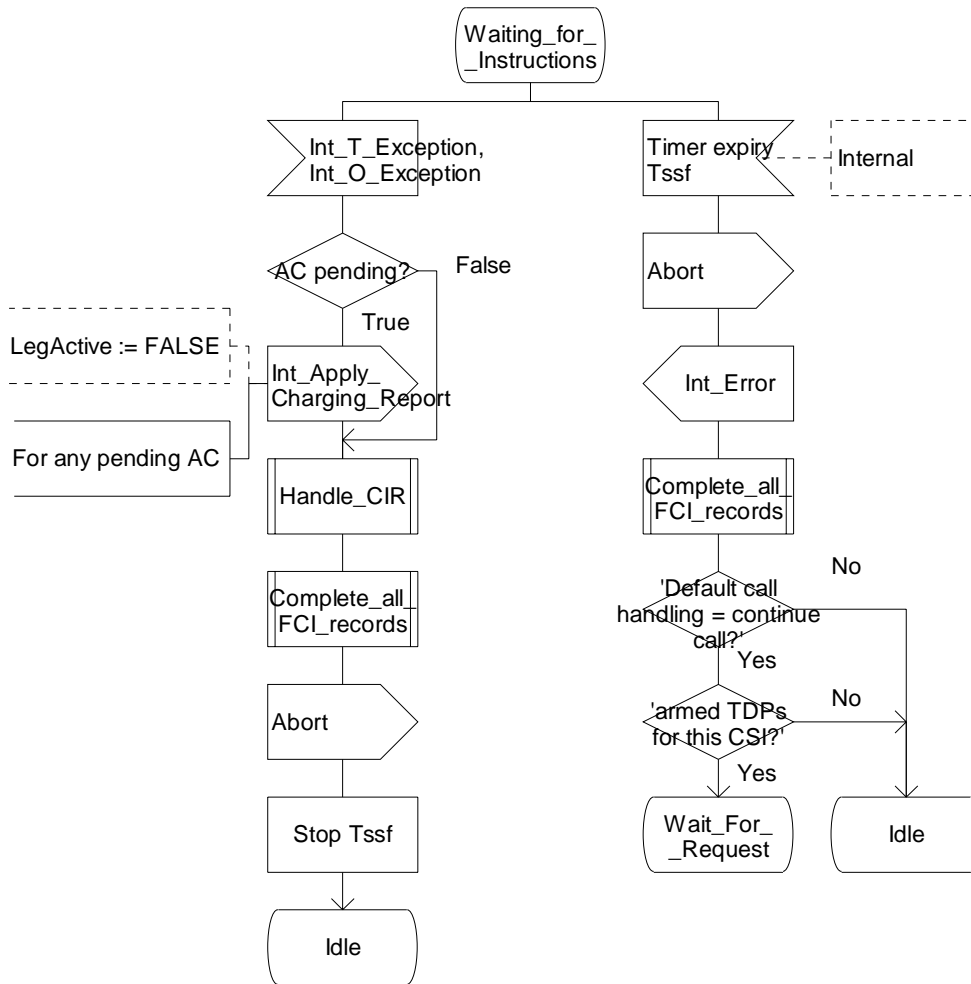 Waiting_for_
_Instructions
Int_T_Exception,
Int_O_Exception
Timer expiry
Tssf
Internal
AC pending?
False
Abort
True
LegActive := FALSE
Int_Apply_
Charging_Report
Int_Error
For any pending AC
Handle_CIR
Complete_all_
FCI_records
No
Complete_all_
FCI_records
'Default call
handling = continue
call?'
Yes
Abort
'armed TDPs
for this CSI?'
No
Yes
Stop Tssf
Wait_For_
_Request
Idle
Idle